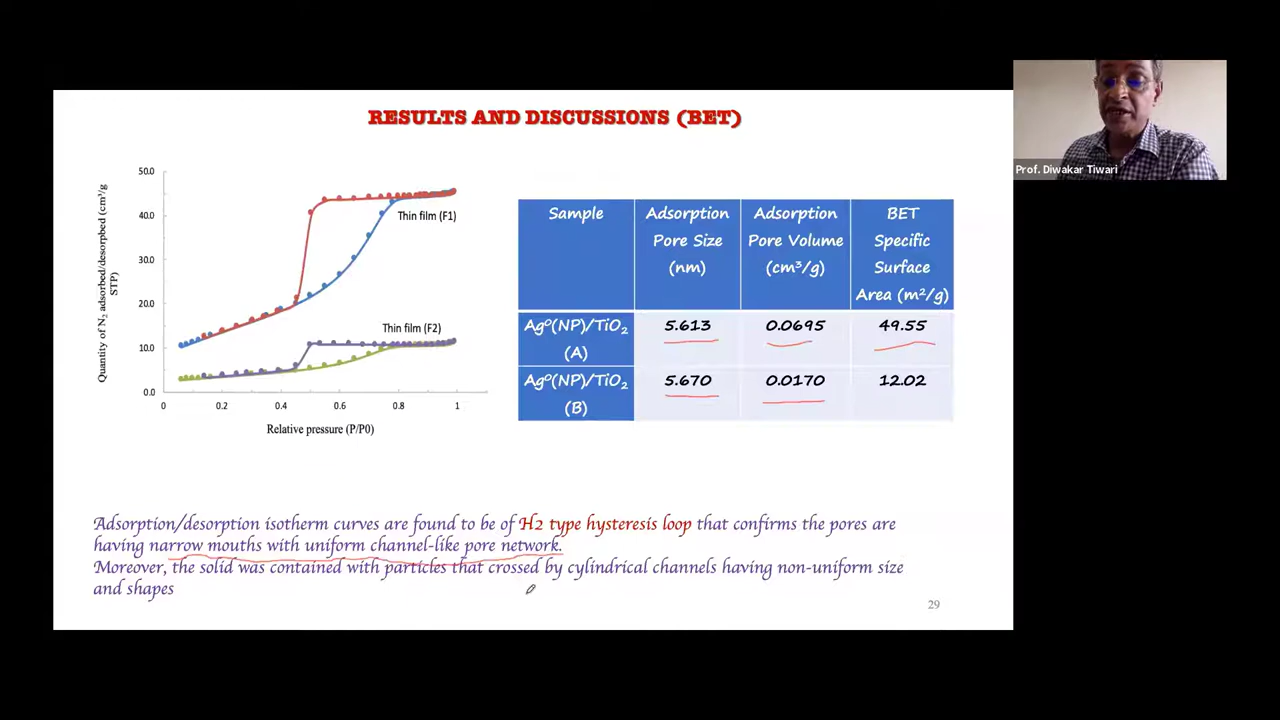 RESULTS AND DISCUSSIONS (BET)
Prof. Diwakar Tiwari
Quantity of N2 adsorbed/desorpbed (cm³/g
STP)
50.0
40.0
30.0
20.0
10.0
0.0
Thin film (F1)
Thin film (F2)
0 0.2 0.4 0.6 0.8 1
Relative pressure (P/P0)
Sample
Adsorption
Pore Size
(nm)
Adsorption
Pore Volume
(cm³/g)
BET
Specific
Surface
Area (m²/g)
Ag⁰(NP)/TiO₂
(A)
5.613 0.0695 49.55
Ag⁰(NP)/TiO₂
(B)
5.670 0.0170 12.02
Adsorption/desorption isotherm curves are found to be of H2 type hysteresis loop that confirms the pores are
having narrow mouths with uniform channel-like pore network.
Moreover, the solid was contained with particles that crossed by cylindrical channels having non-uniform size
and shapes
29